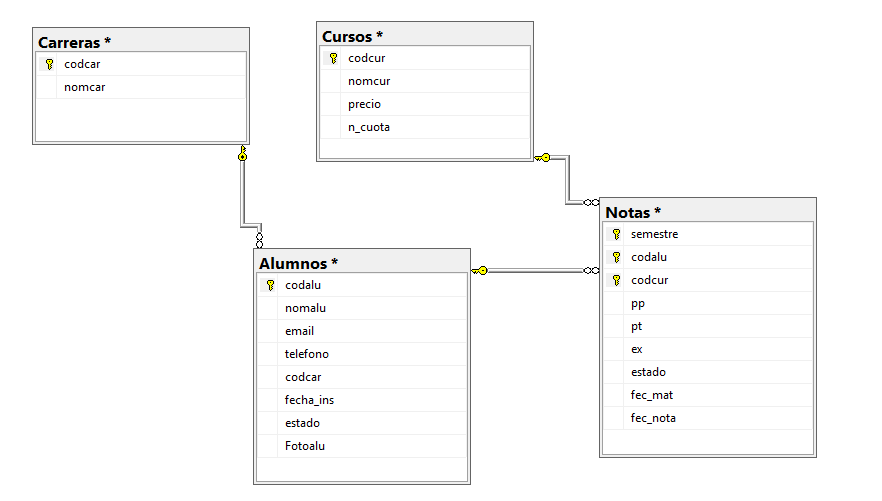 Carreras *
codcar
nomcar
Cursos *
codcur
nomcur
precio
n_cuota
Alumnos *
codalu
nomalu
email
telefono
codcar
fecha_ins
estado
Fotoalu
Notas *
semestre
codalu
codcur
pp
pt
ex
estado
fec_mat
fec_nota